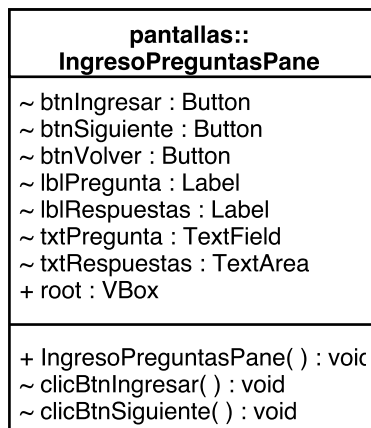 pantallas::
IngresoPreguntasPane
~ btnIngresar : Button
~ btnSiguiente : Button
~ btnVolver : Button
~ lblPregunta : Label
~ lblRespuestas : Label
~ txtPregunta : TextField
~ txtRespuestas : TextArea
+ root : VBox
+ IngresoPreguntasPane( ) : voic
~ clicBtnIngresar( ) : void
~ clicBtnSiguiente( ) : void